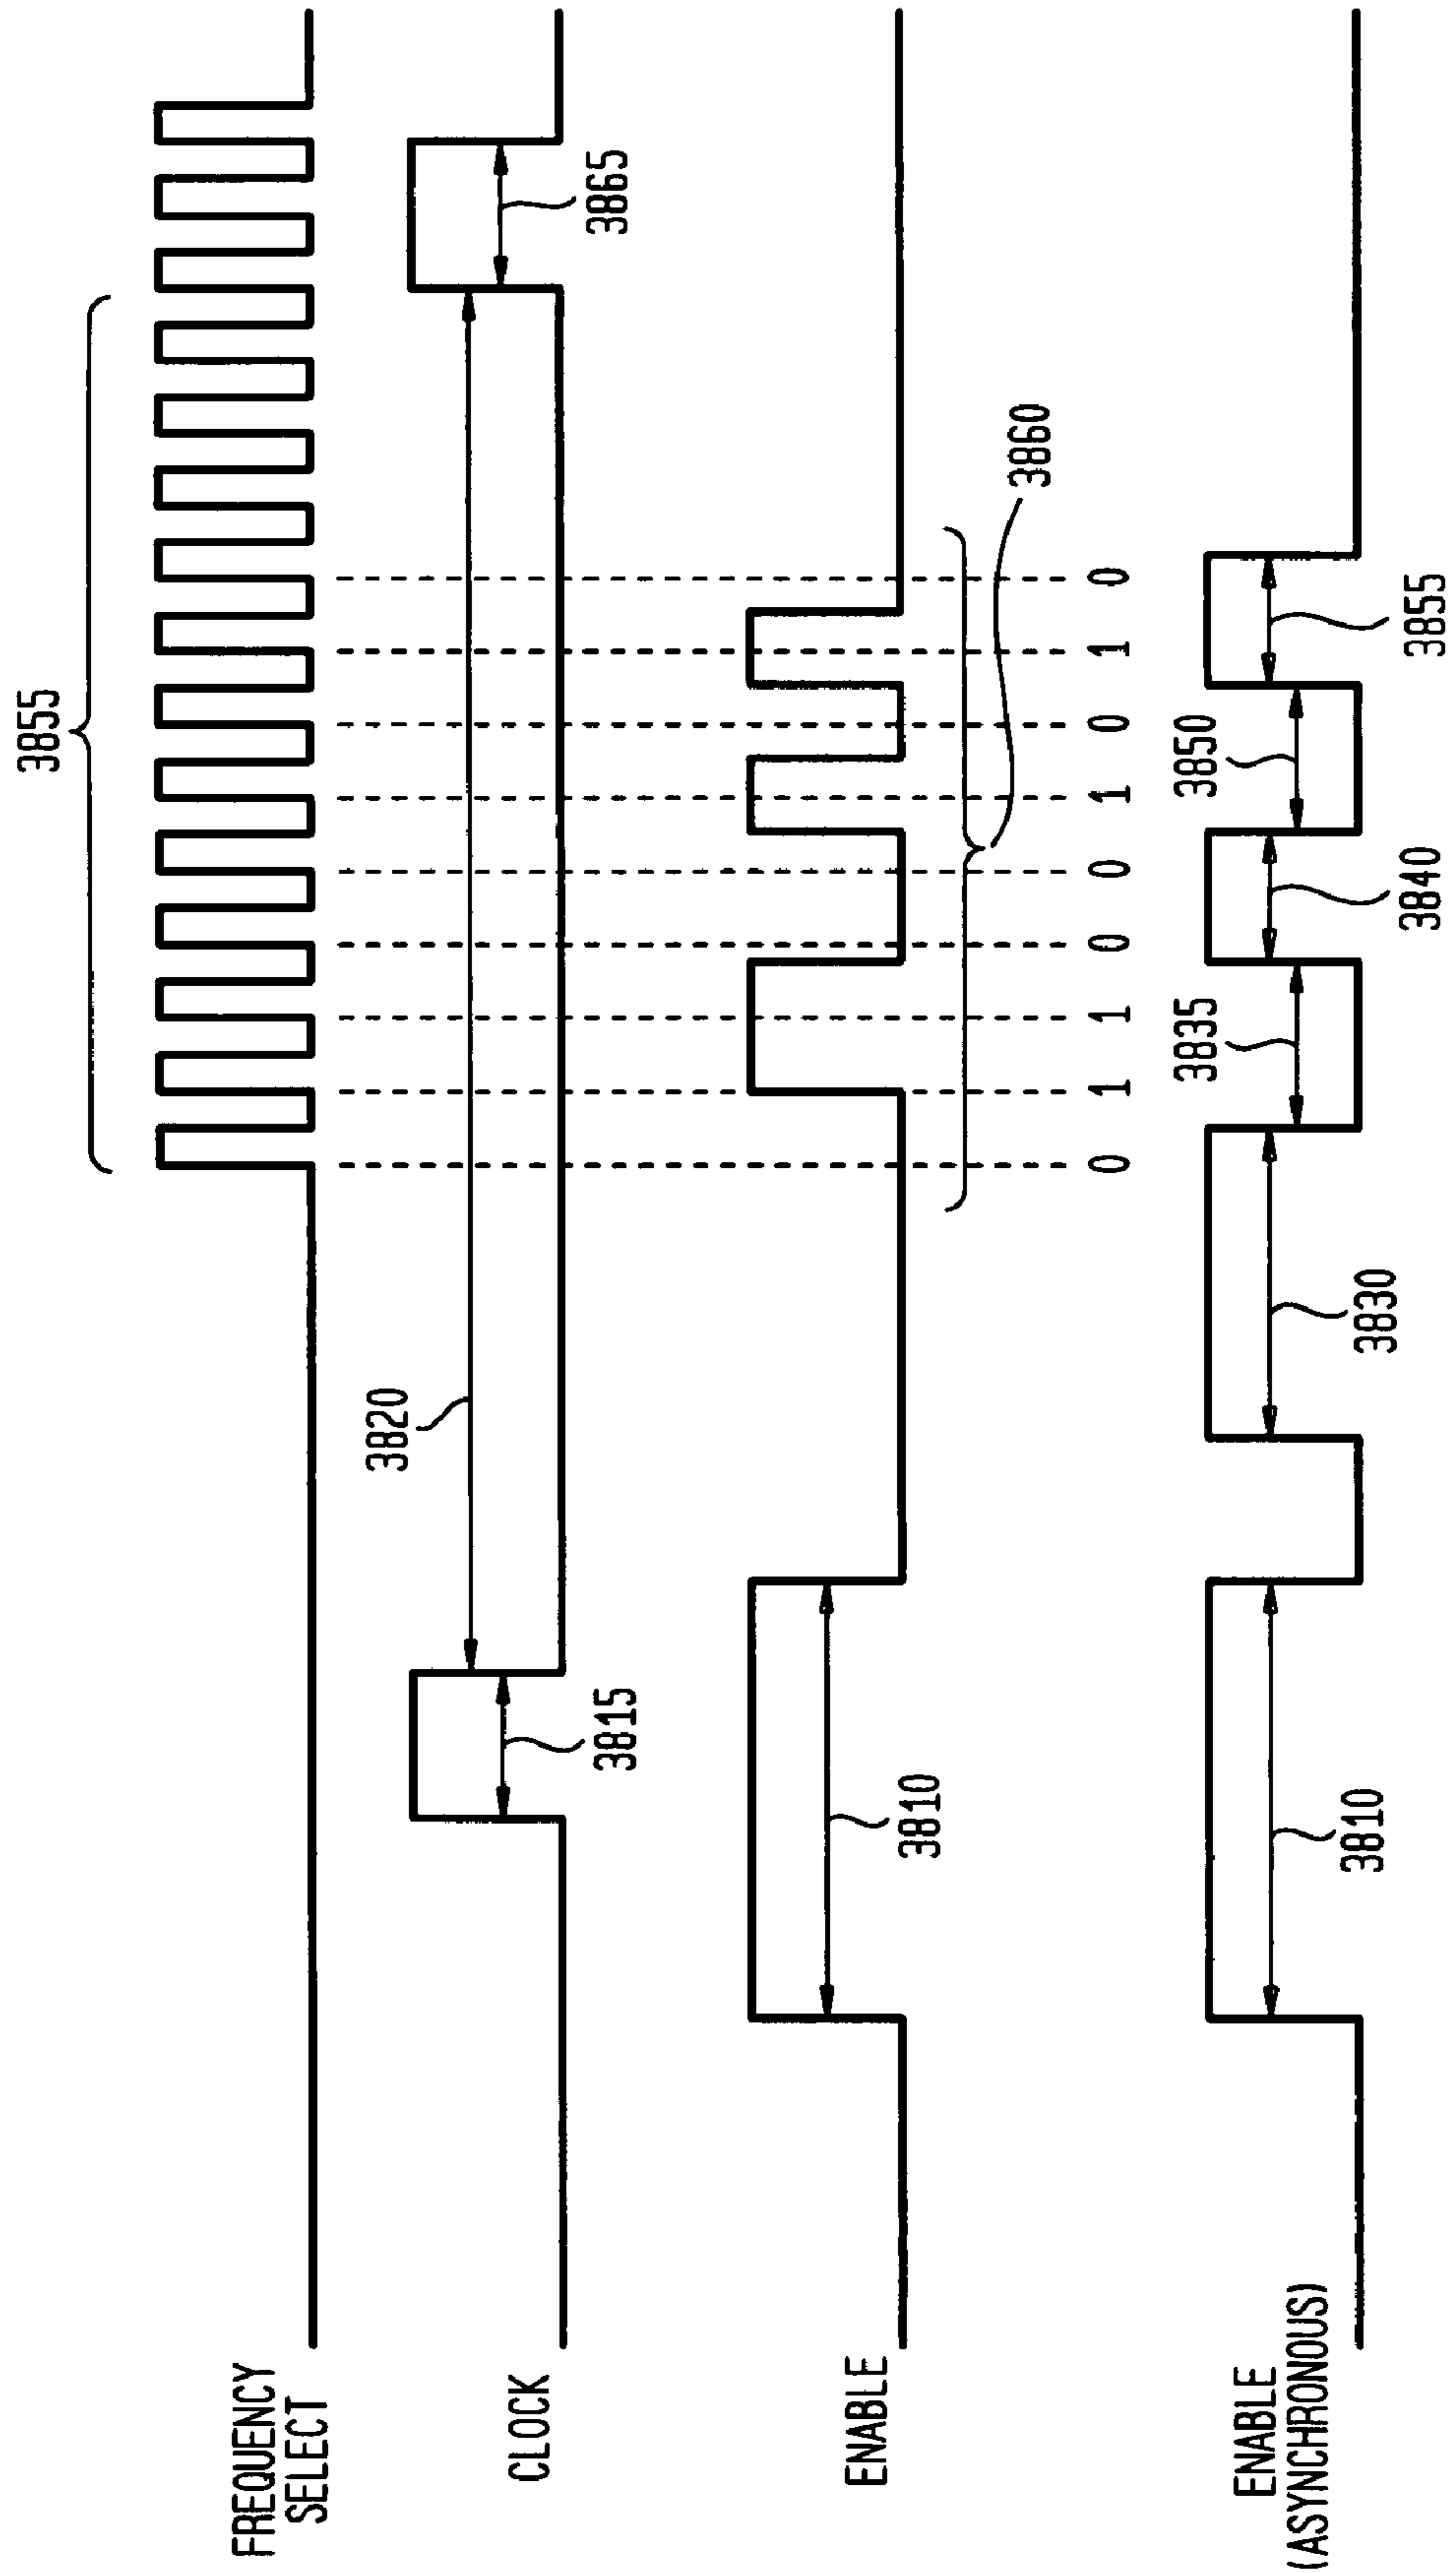 3855
FREQUENCY
SELECT
3820
CLOCK
3815
3865
ENABLE
3810
3860
0 1 1 0 0 1 0 1 0
ENABLE
(ASYNCHRONOUS)
3835 3850
3810 3830 3840 3855